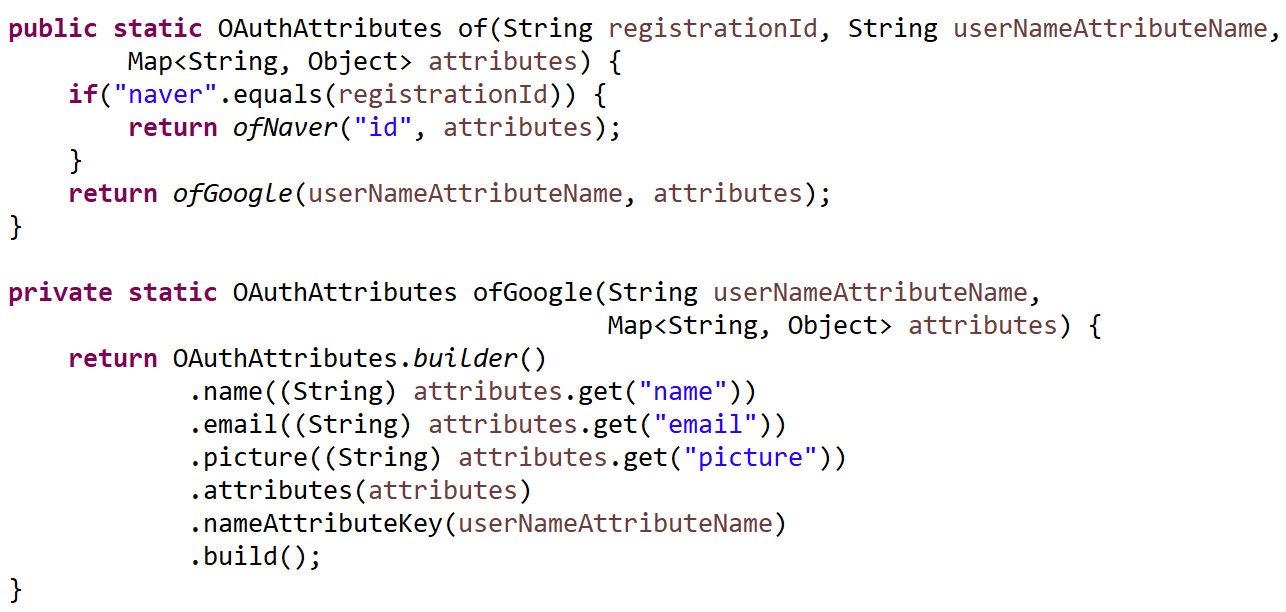 public static OAuthAttributes of(String registrationId, String userNameAttributeName,
        Map<String, Object> attributes) {
    if("naver".equals(registrationId)) {
        return ofNaver("id", attributes);
    }
    return ofGoogle(userNameAttributeName, attributes);
}

private static OAuthAttributes ofGoogle(String userNameAttributeName,
                                        Map<String, Object> attributes) {
    return OAuthAttributes.builder()
            .name((String) attributes.get("name"))
            .email((String) attributes.get("email"))
            .picture((String) attributes.get("picture"))
            .attributes(attributes)
            .nameAttributeKey(userNameAttributeName)
            .build();
}